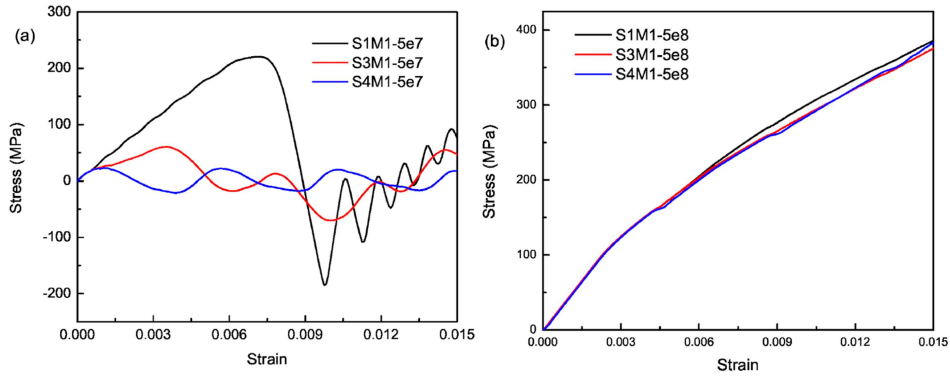 (a)
S1M1-5e7
S3M1-5e7
S4M1-5e7
Stress (MPa)
300
200
100
0
-100
-200
0.000 0.003 0.006 0.009 0.012 0.015
Strain
(b)
S1M1-5e8
S3M1-5e8
S4M1-5e8
Stress (MPa)
400
300
200
100
0
0.000 0.003 0.006 0.009 0.012 0.015
Strain